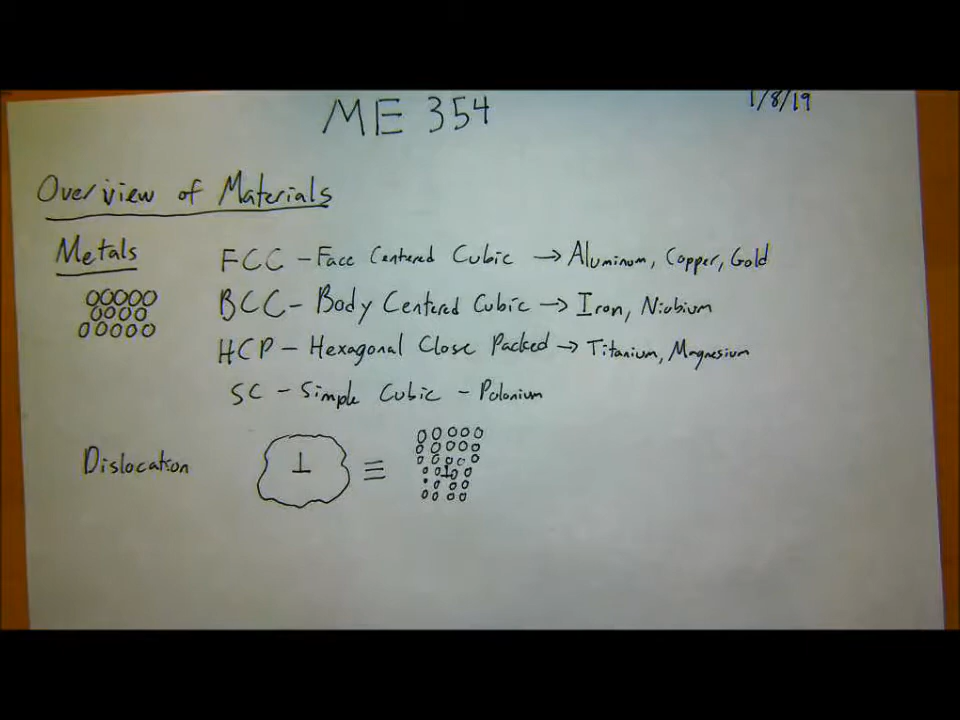 ME 354
1/8/19
Overview of Materials
Metals
FCC - Face Centered Cubic → Aluminum, Copper, Gold
BCC - Body Centered Cubic → Iron, Niobium
HCP - Hexagonal Close Packed → Titanium, Magnesium
SC - Simple Cubic - Polonium
Dislocation ⊥ ≡ ⊥